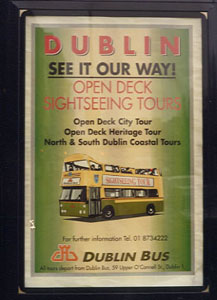 DUBLIN
SEE IT OUR WAY!
OPEN DECK
SIGHTSEEING TOURS
Open Deck City Tour
Open Deck Heritage Tour
North & South Dublin Coastal Tours
SIGHTSEEING TOUR
For further information Tel. 01 8734222
DUBLIN BUS
All tours depart from Dublin Bus, 59 Upper O'Connell St., Dublin 1.